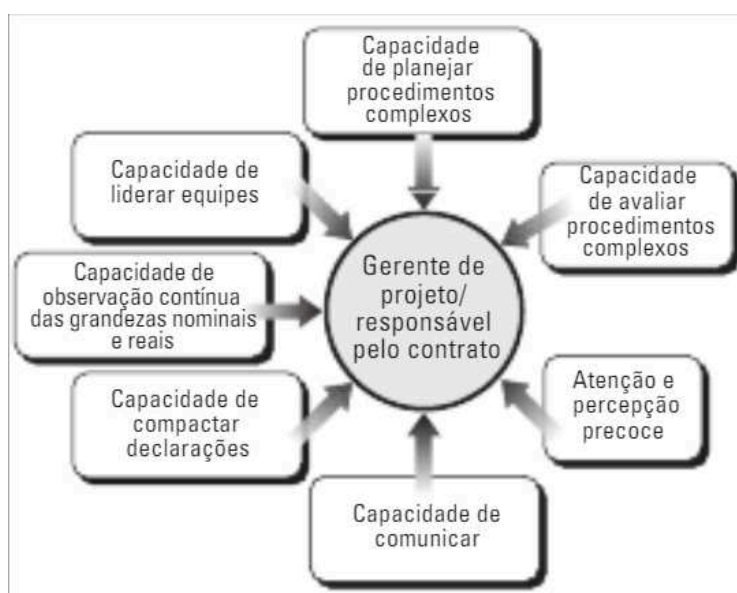 Capacidade
de planejar
procedimentos
complexos
Capacidade de
liderar equipes
Capacidade
de avaliar
procedimentos
complexos
Capacidade de
observação contínua
das grandezas nominais
e reais
Gerente de
projeto/
responsável
pelo contrato
Capacidade de
compactar
declarações
Atenção e
percepção
precoce
Capacidade de
comunicar